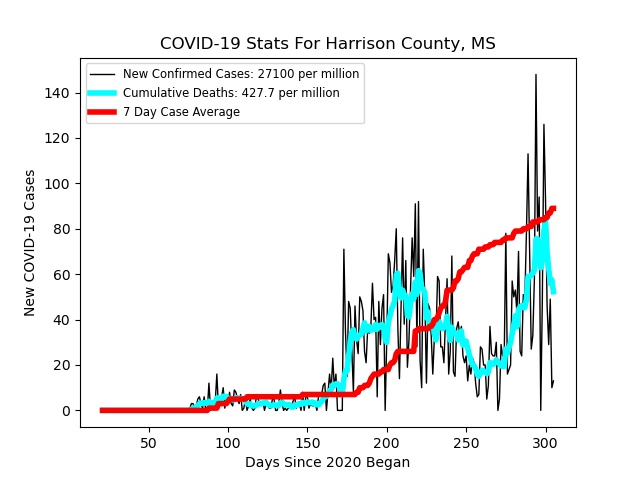 COVID-19 Stats For Harrison County, MS
New Confirmed Cases: 27100 per million
Cumulative Deaths: 427.7 per million
7 Day Case Average
New COVID-19 Cases
140
120
100
80
60
40
20
0
50 100 150 200 250 300
Days Since 2020 Began